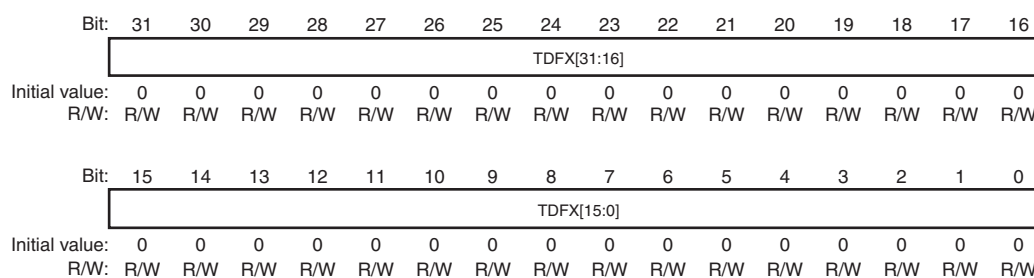 Bit: 31 30 29 28 27 26 25 24 23 22 21 20 19 18 17 16
TDFX[31:16]
Initial value: 0 0 0 0 0 0 0 0 0 0 0 0 0 0 0 0
R/W: R/W R/W R/W R/W R/W R/W R/W R/W R/W R/W R/W R/W R/W R/W R/W R/W
Bit: 15 14 13 12 11 10 9 8 7 6 5 4 3 2 1 0
TDFX[15:0]
Initial value: 0 0 0 0 0 0 0 0 0 0 0 0 0 0 0 0
R/W: R/W R/W R/W R/W R/W R/W R/W R/W R/W R/W R/W R/W R/W R/W R/W R/W